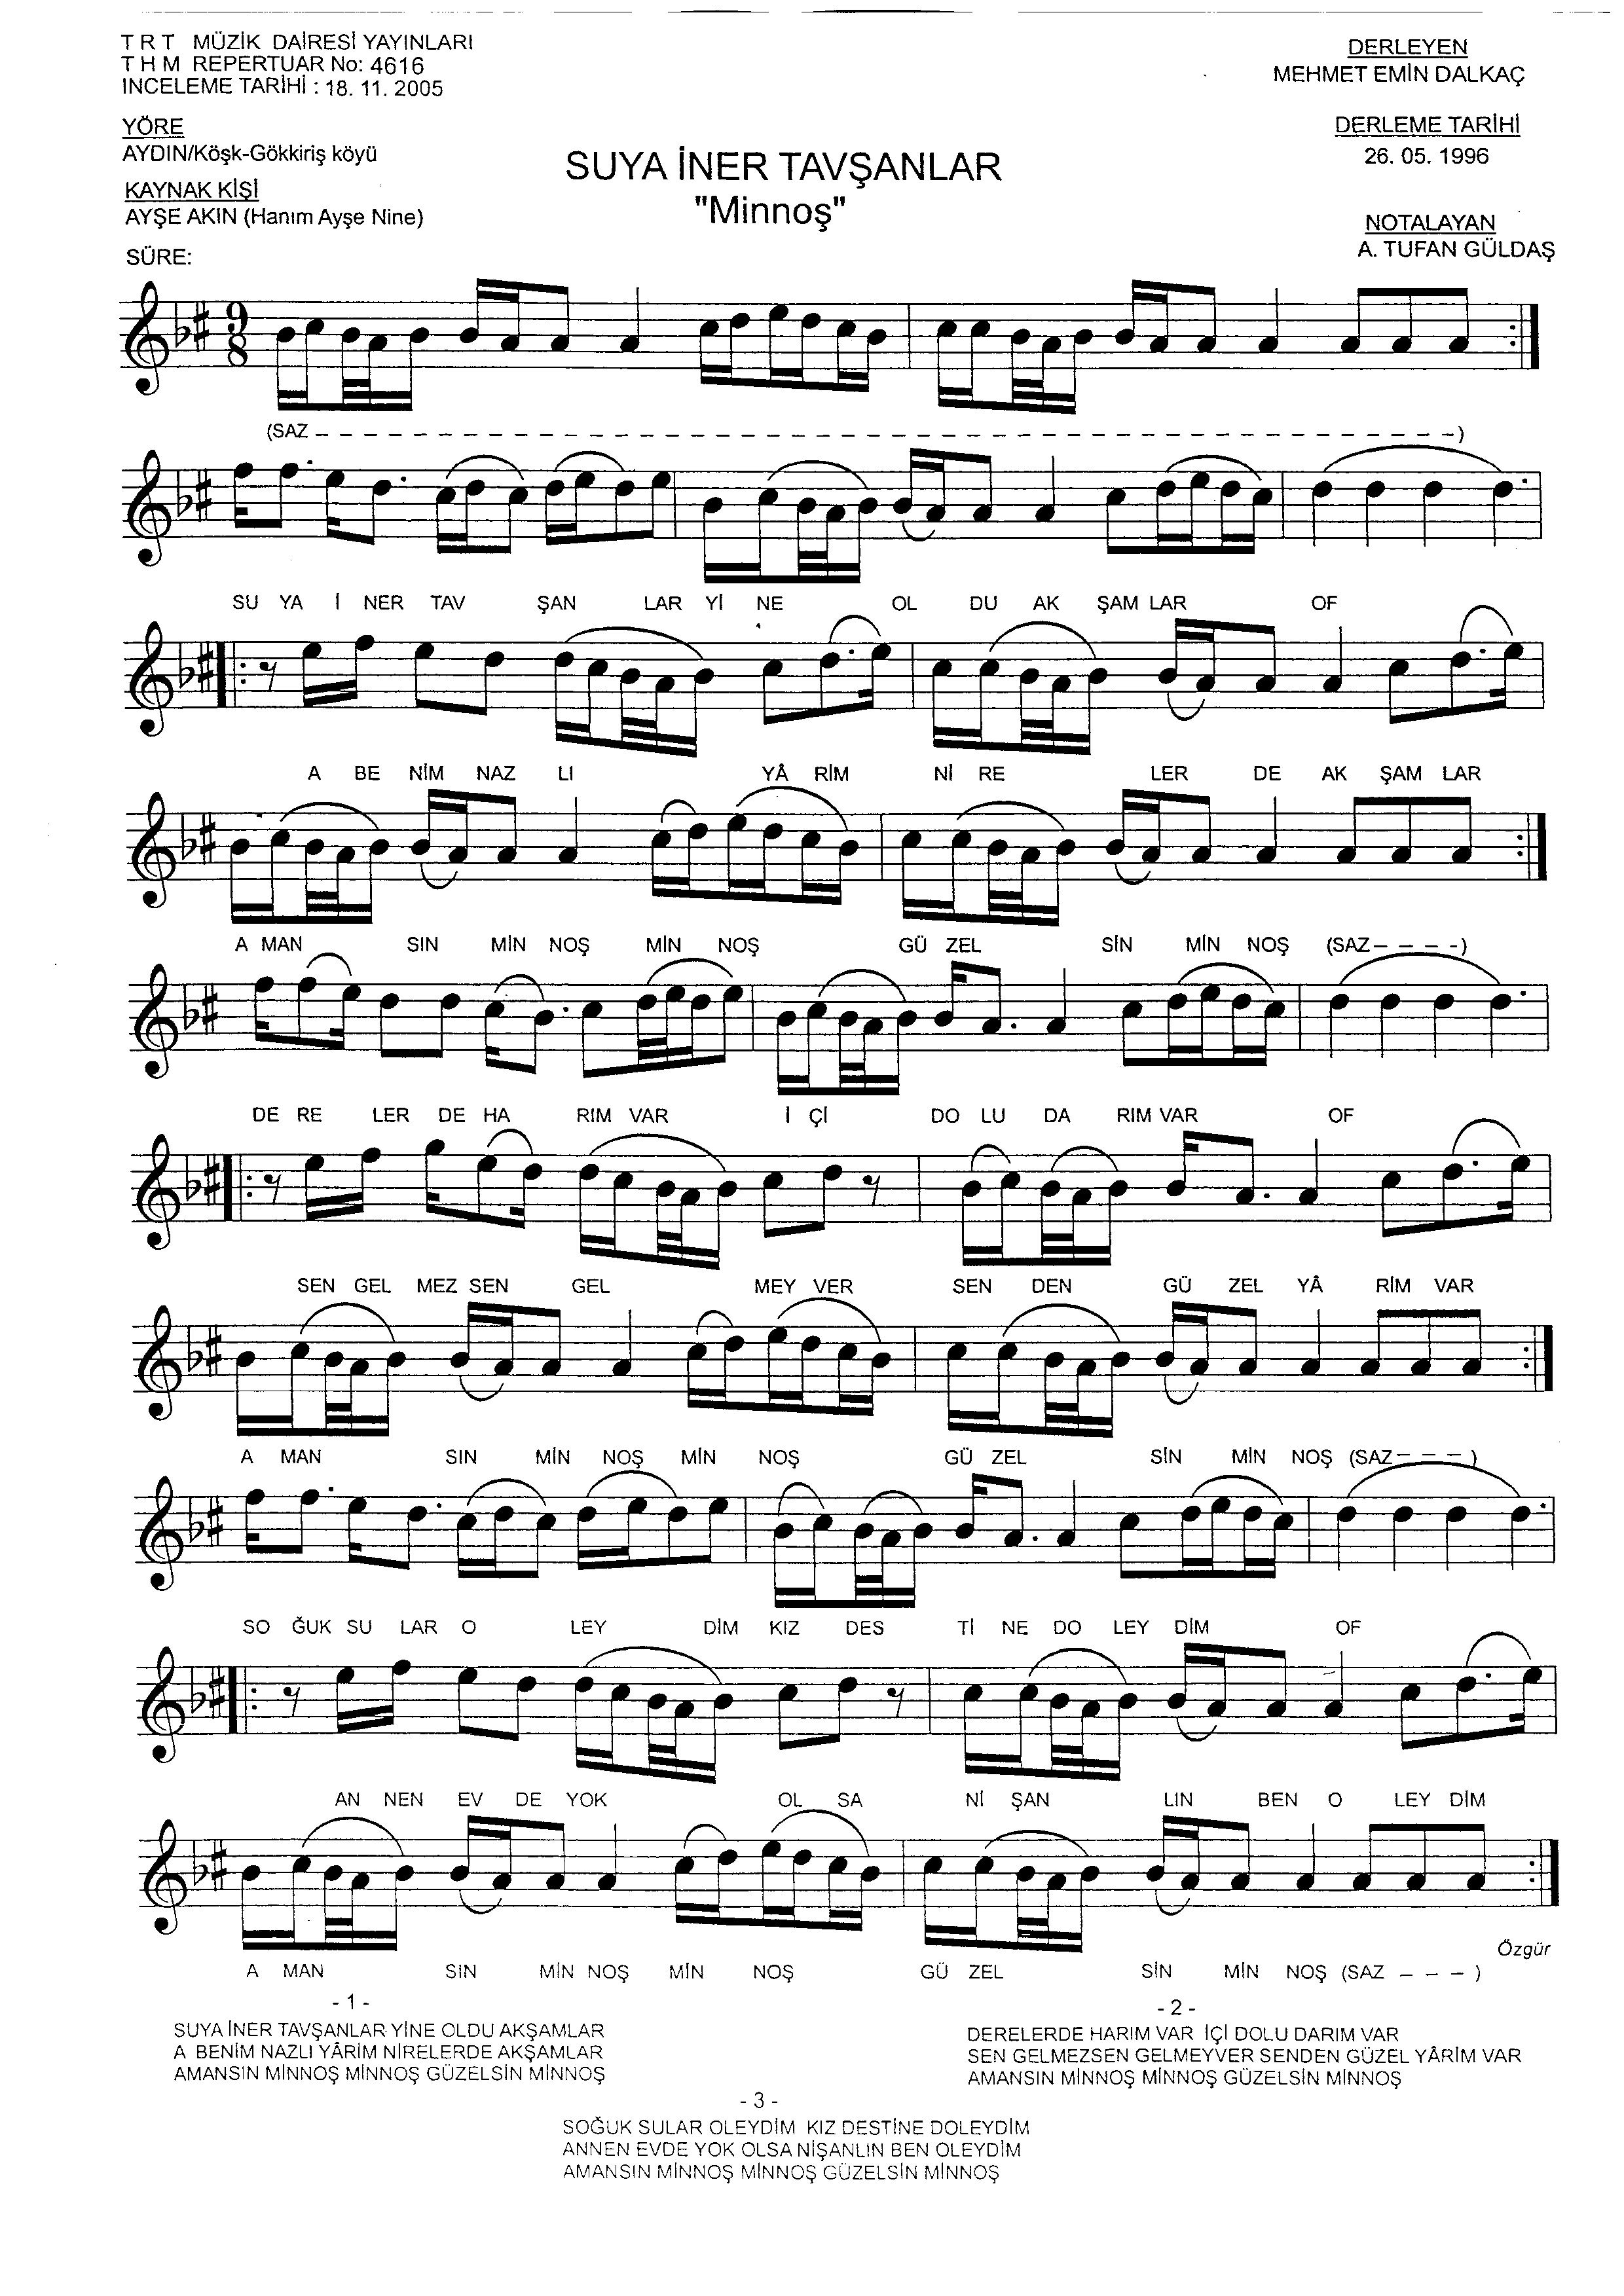 T R T MÜZİK DAİRESİ YAYINLARI
T H M REPERTUAR No: 4616
INCELEME TARİHİ : 18. 11. 2005
DERLEYEN
MEHMET EMİN DALKAÇ
YÖRE
AYDIN/Köşk-Gökkiriş köyü
DERLEME TARİHİ
26. 05. 1996
SUYA İNER TAVŞANLAR
"Minnoş"
KAYNAK KİŞİ
AYŞE AKIN (Hanım Ayşe Nine)
NOTALAYAN
A. TUFAN GÜLDAŞ
SÜRE:
9
8
(SAZ – – – – – – – – – – – – – – – – – – – – – – – – – – – – – –)
SU YA İ NER TAV ŞAN LAR Yİ NE OL DU AK ŞAM LAR OF
A BE NİM NAZ LI YÂ RİM Nİ RE LER DE AK ŞAM LAR
A MAN SIN MİN NOŞ MİN NOŞ GÜ ZEL SİN MİN NOŞ (SAZ– – – -)
DE RE LER DE HA RIM VAR İ Çİ DO LU DA RIM VAR OF
SEN GEL MEZ SEN GEL MEY VER SEN DEN GÜ ZEL YÂ RİM VAR
A MAN SIN MİN NOŞ MİN NOŞ GÜ ZEL SİN MİN NOŞ (SAZ– – – )
SO ĞUK SU LAR O LEY DİM KIZ DES Tİ NE DO LEY DİM OF
AN NEN EV DE YOK OL SA Nİ ŞAN LIN BEN O LEY DİM
Özgür
A MAN SIN MİN NOŞ MİN NOŞ GÜ ZEL SİN MİN NOŞ (SAZ – – – )
- 1 -
SUYA İNER TAVŞANLAR YİNE OLDU AKŞAMLAR
A BENİM NAZLI YÂRİM NİRELERDE AKŞAMLAR
AMANSIN MİNNOŞ MİNNOŞ GÜZELSİN MİNNOŞ
- 2 -
DERELERDE HARIM VAR İÇİ DOLU DARIM VAR
SEN GELMEZSEN GELMEYVER SENDEN GÜZEL YÂRİM VAR
AMANSIN MİNNOŞ MİNNOŞ GÜZELSİN MİNNOŞ
- 3 -
SOĞUK SULAR OLEYDİM KIZ DESTİNE DOLEYDİM
ANNEN EVDE YOK OLSA NİŞANLIN BEN OLEYDİM
AMANSIN MİNNOŞ MİNNOŞ GÜZELSİN MİNNOŞ